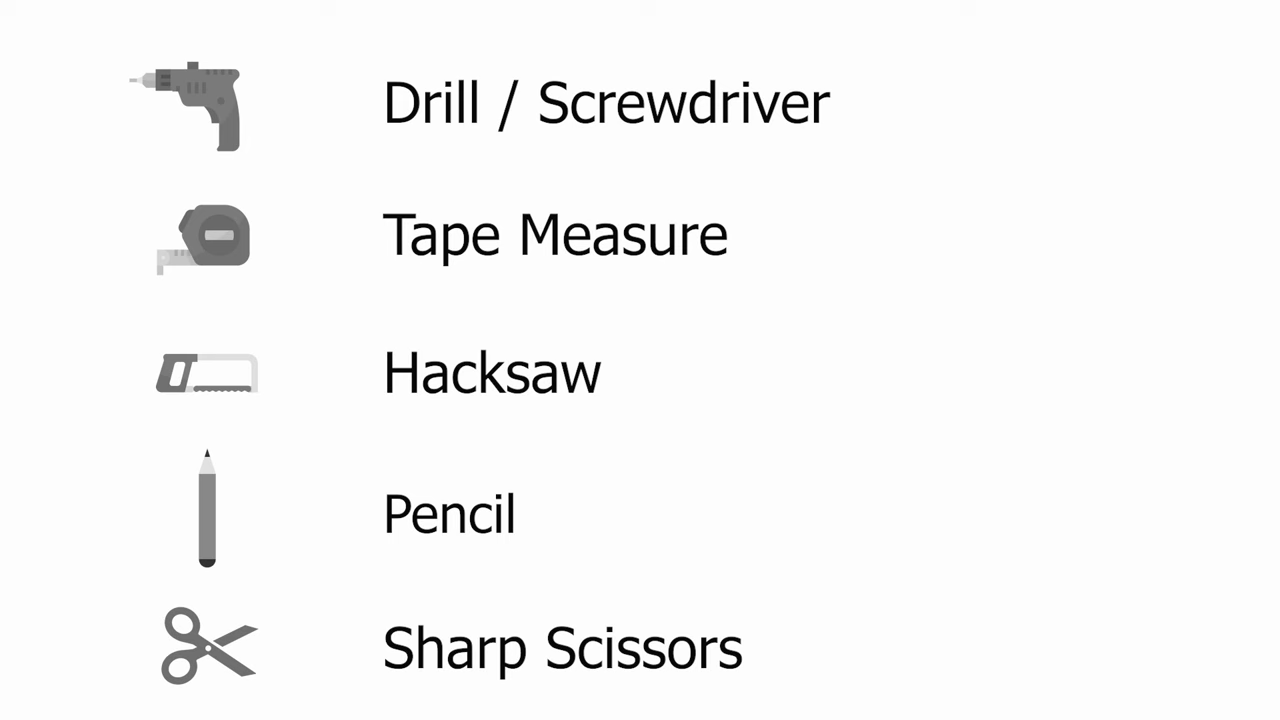 Drill / Screwdriver
Tape Measure
Hacksaw
Pencil
Sharp Scissors